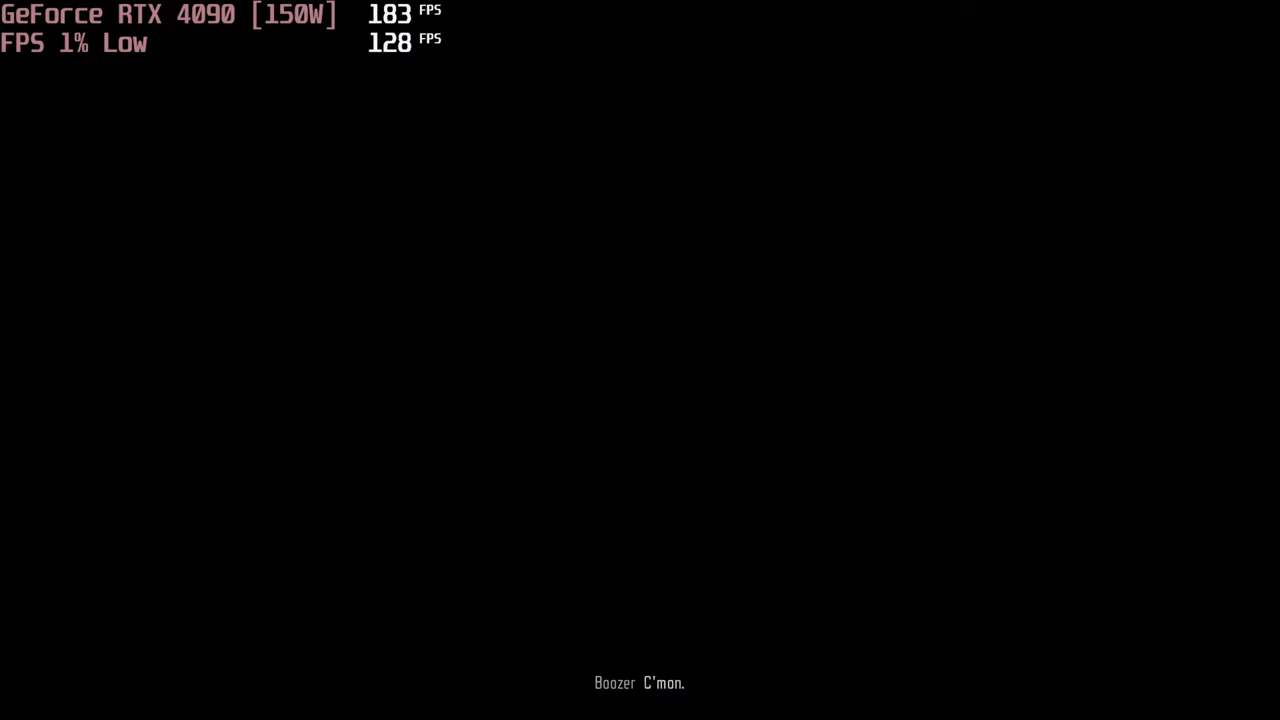 GeForce RTX 4090 [150W] 183 FPS
FPS 1% Low 128 FPS
Boozer C'mon.